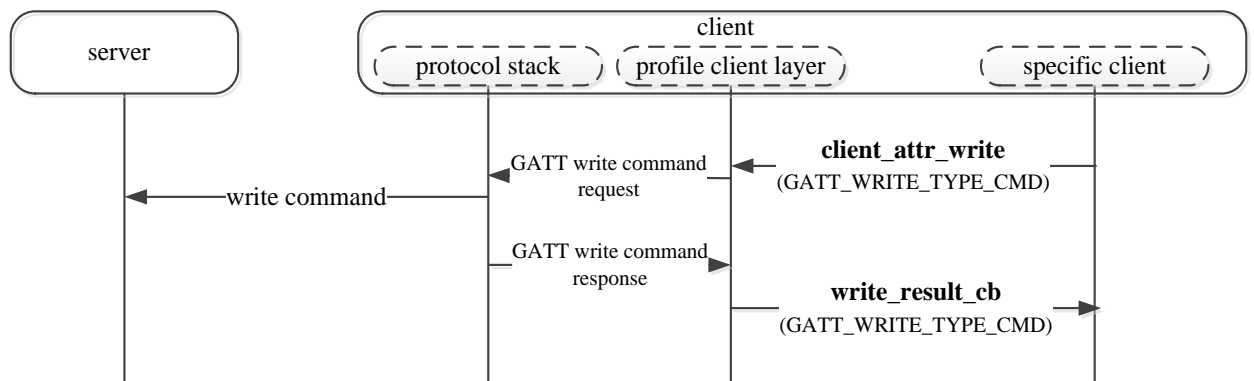 client
server
protocol stack
profile client layer
specific client
client_attr_write
(GATT_WRITE_TYPE_CMD)
GATT write command
request
write command
GATT write command
response
write_result_cb
(GATT_WRITE_TYPE_CMD)